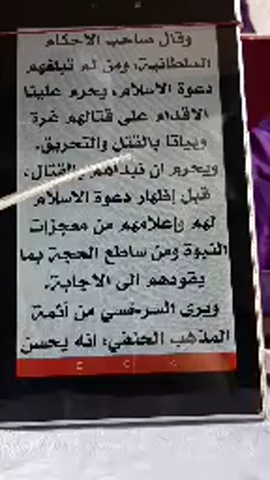 وقال صاحب الاحكام
السلطانية، ومن لم تبلغهم
دعوة الاسلام، يحرم علينا
الاقدام على قتالهم غرة
وبياتا بالقتل والتحريق.
ويحرم ان نبدأهم بالقتال،
قبل إظهار دعوة الاسلام
لهم وإعلامهم من معجزات
النبوة ومن ساطع الحجة بما
يقودهم الى الاجابة.
ويرى السرخسي من أئمة
المذهب الحنفي؛ انه يحسن